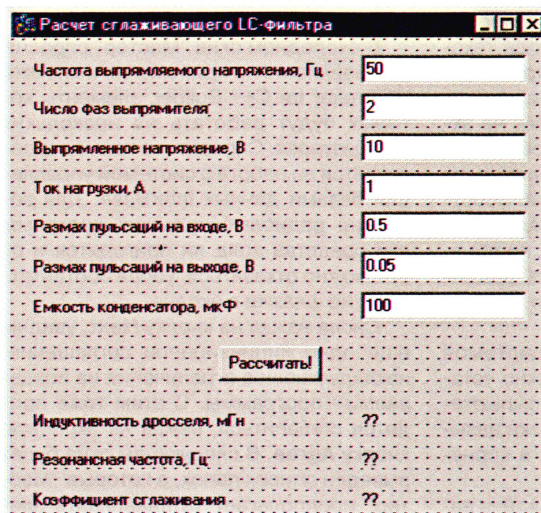 Расчет сглаживающего LC-фильтра
Частота выпрямляемого напряжения, Гц 50
Число фаз выпрямителя 2
Выпрямленное напряжение, В 10
Ток нагрузки, А 1
Размах пульсаций на входе, В 0.5
Размах пульсаций на выходе, В 0.05
Емкость конденсатора, мкФ 100
Рассчитать!
Индуктивность дросселя, мГн ??
Резонансная частота, Гц ??
Коэффициент сглаживания ??